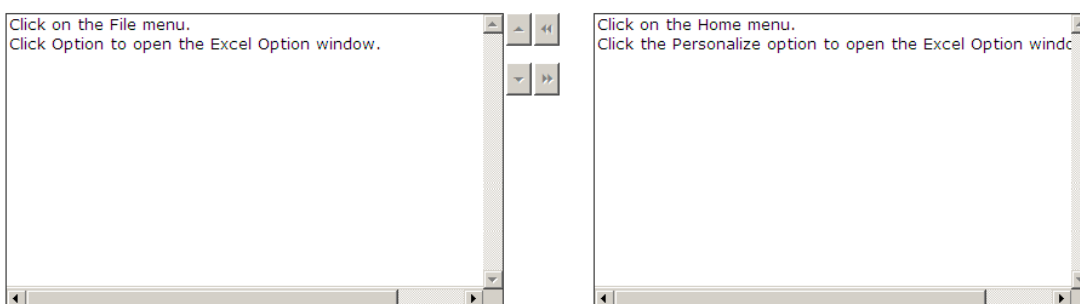 Click on the File menu.
Click Option to open the Excel Option window.
Click on the Home menu.
Click the Personalize option to open the Excel Option